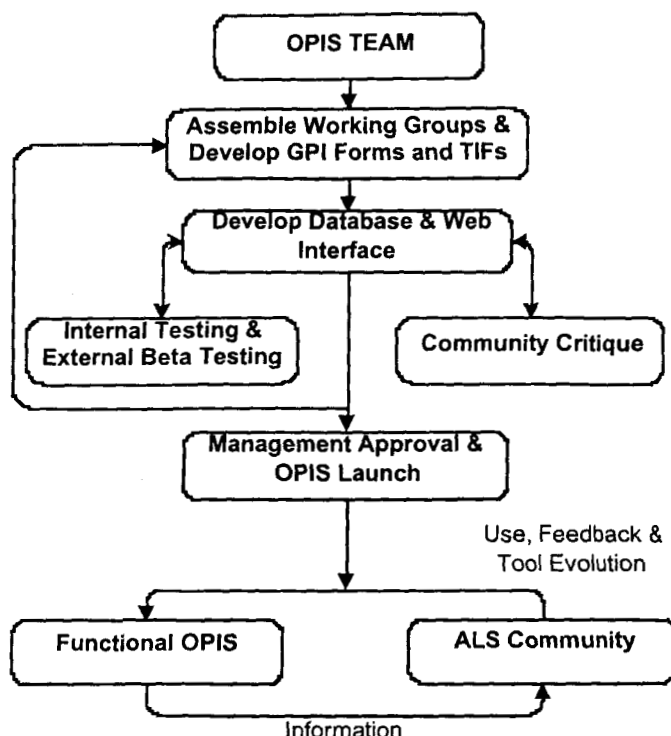 OPIS TEAM
Assemble Working Groups &
Develop GPI Forms and TIFs
Develop Database & Web
Interface
Internal Testing &
External Beta Testing
Community Critique
Management Approval &
OPIS Launch
Use, Feedback &
Tool Evolution
Functional OPIS
ALS Community
Information